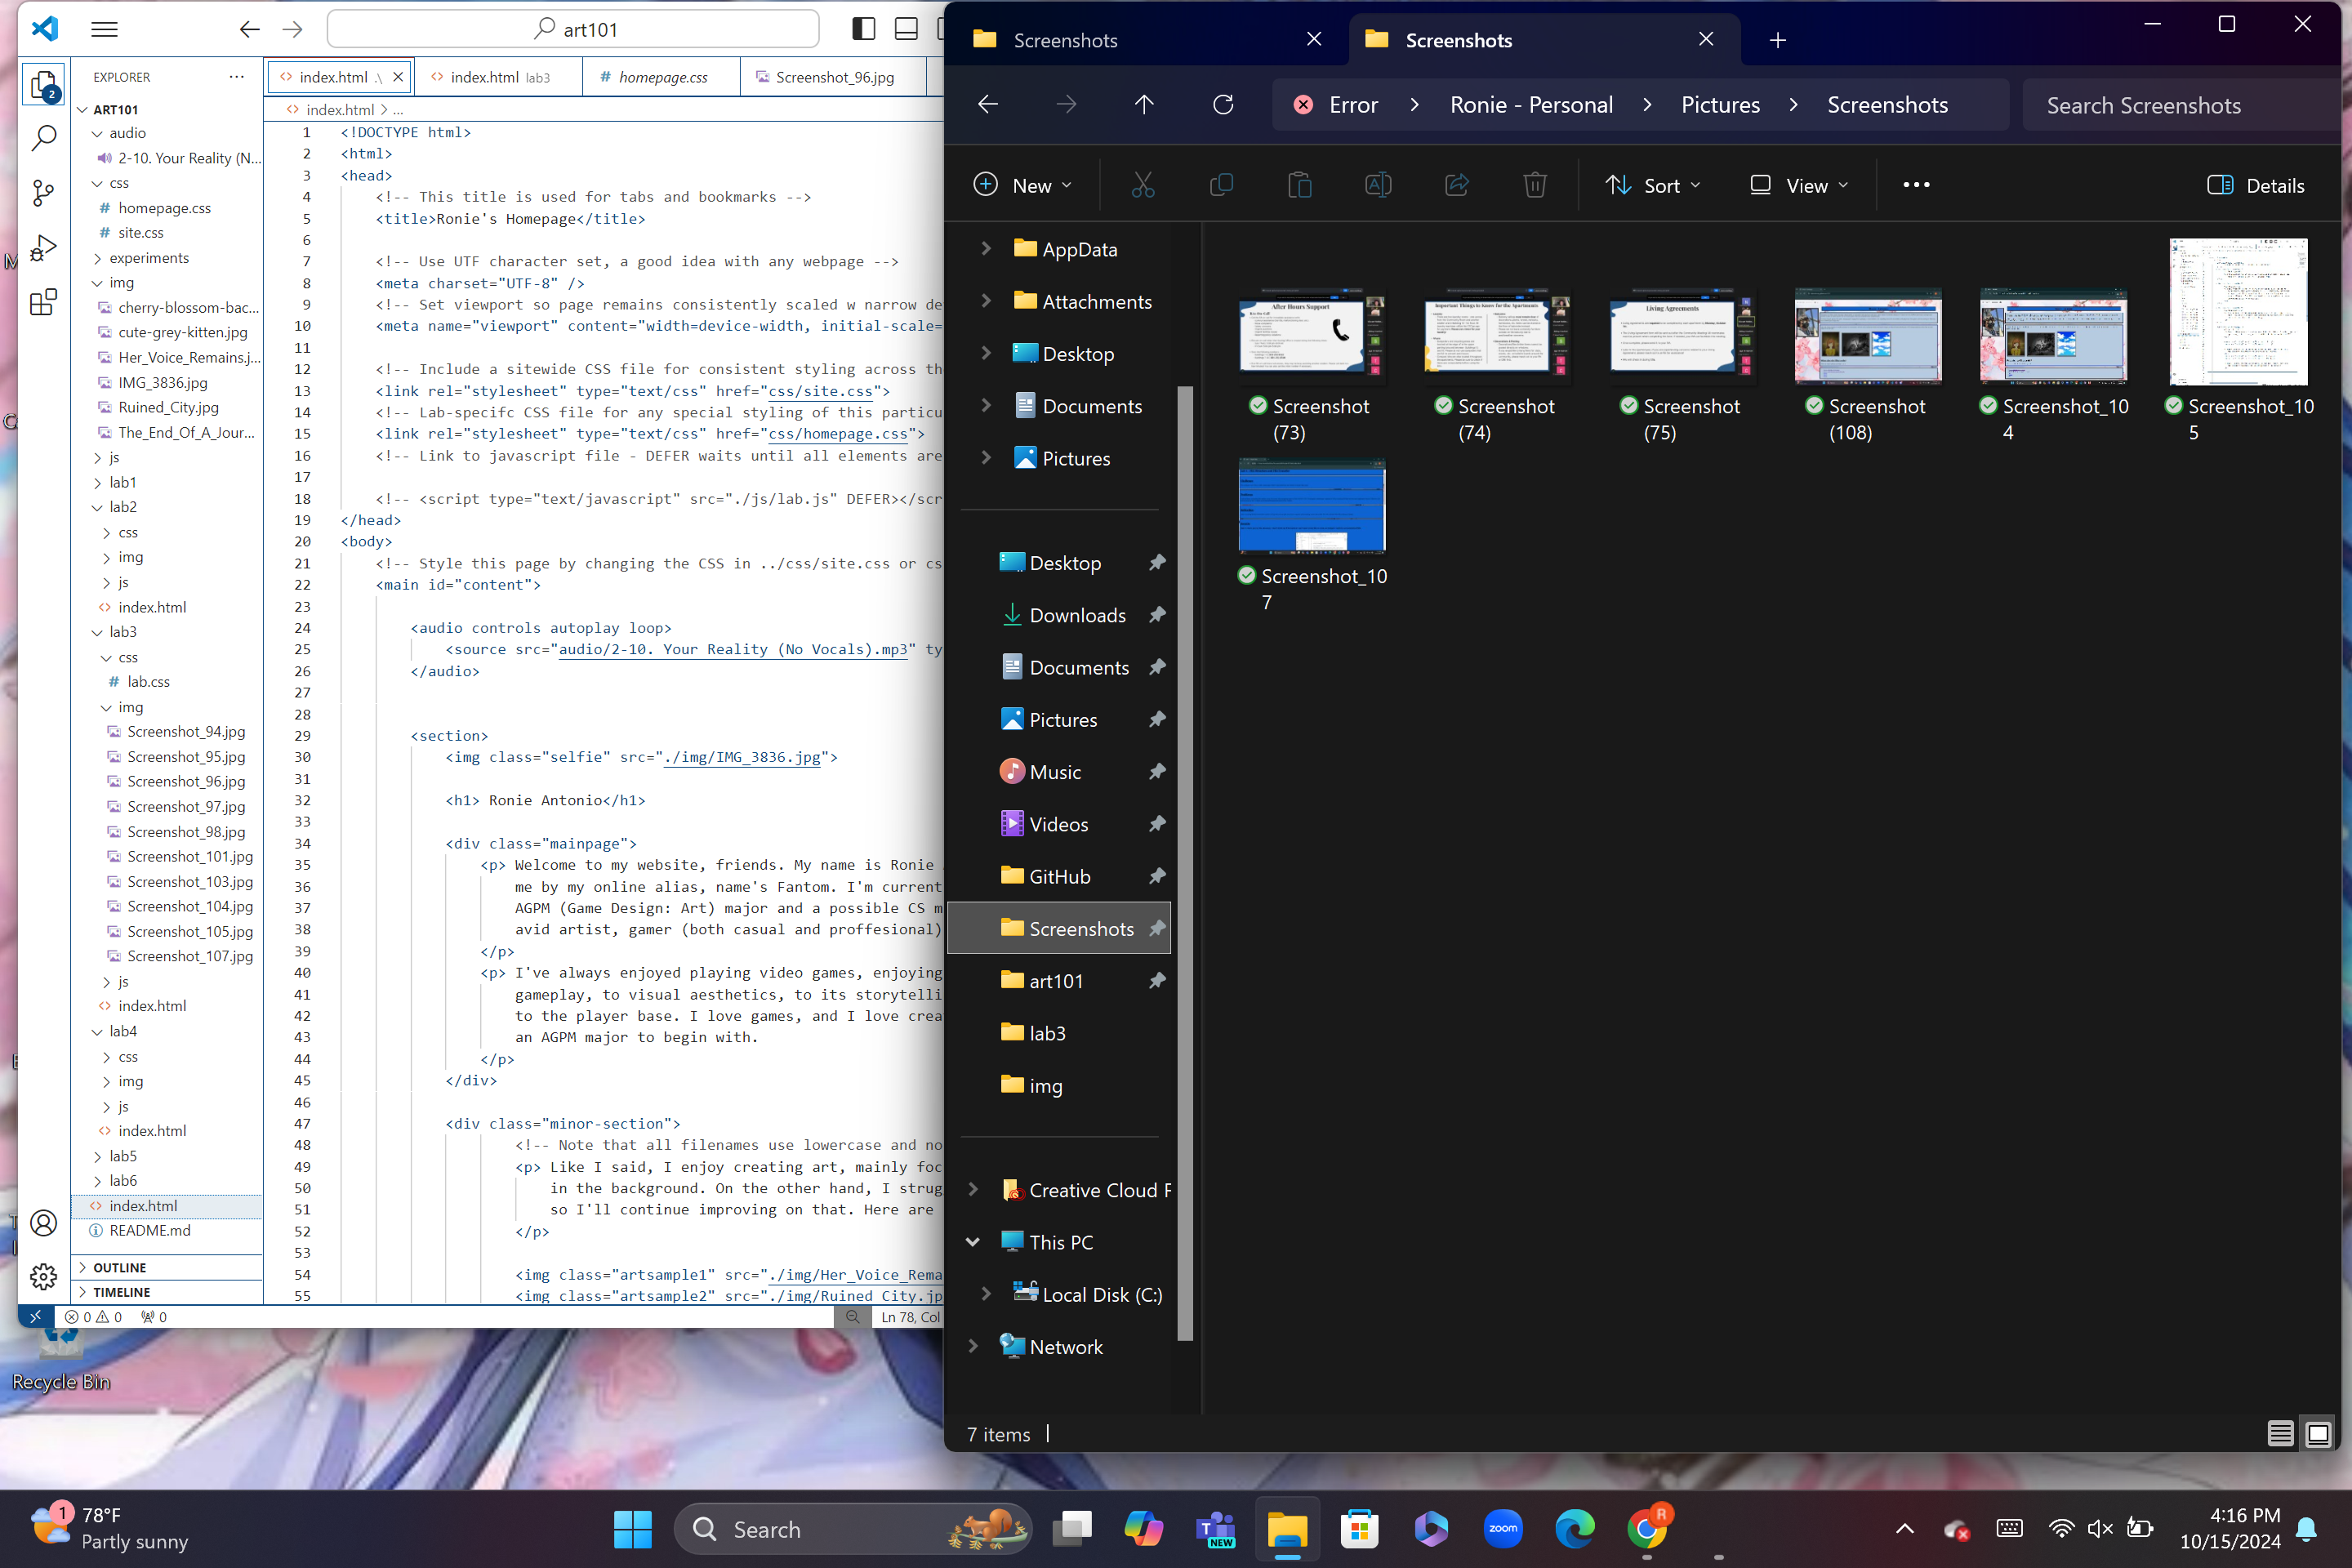 art101
EXPLORER
index.html .\
index.html lab3
homepage.css
Screenshot_96.jpg
ART101
audio
2-10. Your Reality (N...
css
homepage.css
site.css
experiments
img
cherry-blossom-bac...
cute-grey-kitten.jpg
Her_Voice_Remains.j...
IMG_3836.jpg
Ruined_City.jpg
The_End_Of_A_Jour...
js
lab1
lab2
css
img
js
index.html
lab3
css
lab.css
img
Screenshot_94.jpg
Screenshot_95.jpg
Screenshot_96.jpg
Screenshot_97.jpg
Screenshot_98.jpg
Screenshot_101.jpg
Screenshot_103.jpg
Screenshot_104.jpg
Screenshot_105.jpg
Screenshot_107.jpg
js
index.html
lab4
css
img
js
index.html
lab5
lab6
index.html
README.md
OUTLINE
TIMELINE
2
index.html > ...
1 <!DOCTYPE html>
2 <html>
3 <head>
4 <!-- This title is used for tabs and bookmarks -->
5 <title>Ronie's Homepage</title>
6
7 <!-- Use UTF character set, a good idea with any webpage -->
8 <meta charset="UTF-8" />
9 <!-- Set viewport so page remains consistently scaled w narrow de
10 <meta name="viewport" content="width=device-width, initial-scale=
11
12 <!-- Include a sitewide CSS file for consistent styling across th
13 <link rel="stylesheet" type="text/css" href="css/site.css">
14 <!-- Lab-specifc CSS file for any special styling of this particu
15 <link rel="stylesheet" type="text/css" href="css/homepage.css">
16 <!-- Link to javascript file - DEFER waits until all elements are
17
18 <!-- <script type="text/javascript" src="./js/lab.js" DEFER></scr
19 </head>
20 <body>
21 <!-- Style this page by changing the CSS in ../css/site.css or cs
22 <main id="content">
23
24 <audio controls autoplay loop>
25 <source src="audio/2-10. Your Reality (No Vocals).mp3" ty
26 </audio>
27
28
29 <section>
30 <img class="selfie" src="./img/IMG_3836.jpg">
31
32 <h1> Ronie Antonio</h1>
33
34 <div class="mainpage">
35 <p> Welcome to my website, friends. My name is Ronie
36 me by my online alias, name's Fantom. I'm current
37 AGPM (Game Design: Art) major and a possible CS m
38 avid artist, gamer (both casual and proffesional)
39 </p>
40 <p> I've always enjoyed playing video games, enjoying
41 gameplay, to visual aesthetics, to its storytelli
42 to the player base. I love games, and I love crea
43 an AGPM major to begin with.
44 </p>
45 </div>
46
47 <div class="minor-section">
48 <!-- Note that all filenames use lowercase and no
49 <p> Like I said, I enjoy creating art, mainly foc
50 in the background. On the other hand, I strug
51 so I'll continue improving on that. Here are
52 </p>
53
54 <img class="artsample1" src="./img/Her_Voice_Rema
55 <img class="artsample2" src="./img/Ruined_City.jp
0 0 0
Ln 78, Col
Recycle Bin
Screenshots
Screenshots
Error > Ronie - Personal > Pictures > Screenshots
Search Screenshots
New
Sort
View
Details
AppData
Attachments
Desktop
Documents
Pictures
Desktop
Downloads
Documents
Pictures
Music
Videos
GitHub
Screenshots
art101
lab3
img
Creative Cloud F
This PC
Local Disk (C:)
Network
After Hours Support
Important Things to Know for the Apartments
Living Agreements
Screenshot (73)
Screenshot (74)
Screenshot (75)
Screenshot (108)
Screenshot_104
Screenshot_105
Screenshot_107
7 items
1
78°F
Partly sunny
Search
NEW
zoom
R
4:16 PM
10/15/2024